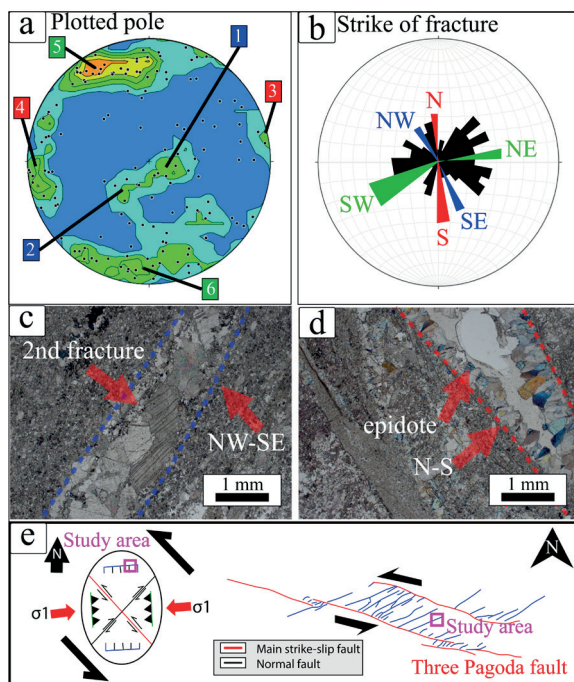 a Plotted pole
5
1
4
3
2
6
b Strike of fracture
N
NW
NE
SW
SE
S
c
2nd fracture
NW-SE
1 mm
d
epidote
N-S
1 mm
e
N
Study area
σ1
σ1
N
Study area
Main strike-slip fault
Normal fault
Three Pagoda fault